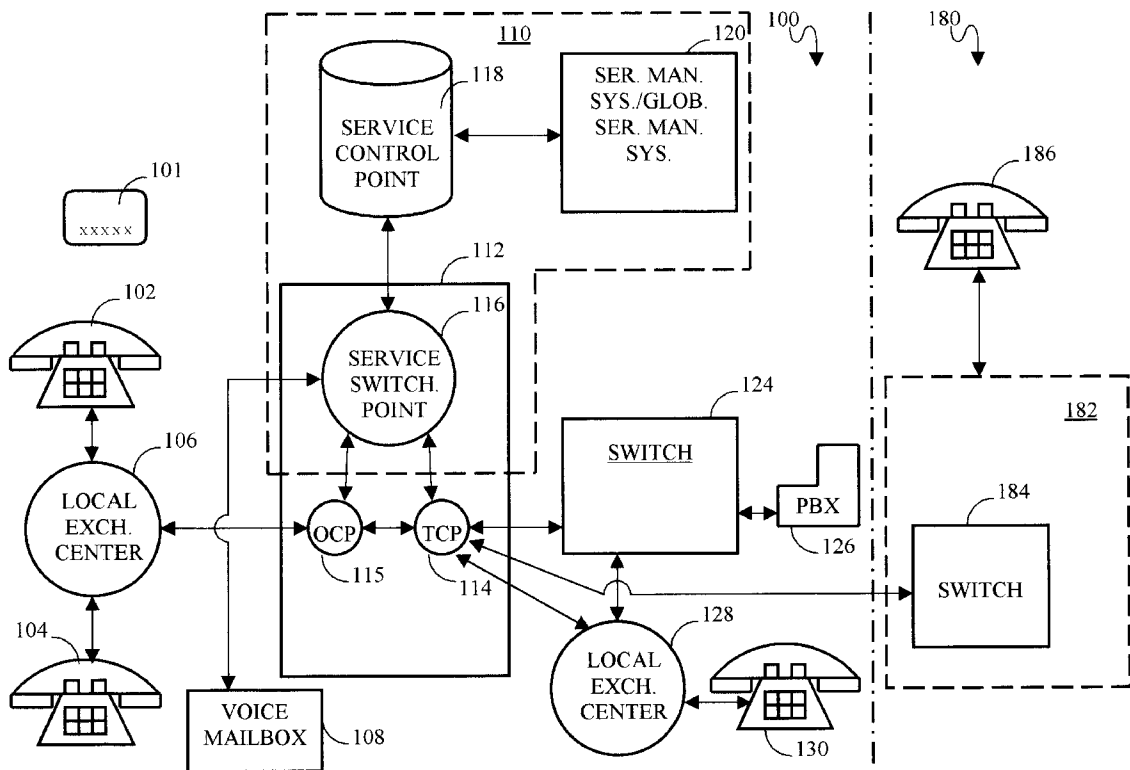 110
100
180
120
118
SER. MAN.
SYS./GLOB.
SER. MAN.
SYS.
SERVICE
CONTROL
POINT
101
xxxxx
186
112
102
116
SERVICE
SWITCH.
POINT
124
182
106
SWITCH
184
LOCAL
EXCH.
CENTER
OCP
TCP
PBX
126
115
114
SWITCH
128
104
LOCAL
EXCH.
CENTER
VOICE
MAILBOX
108
130